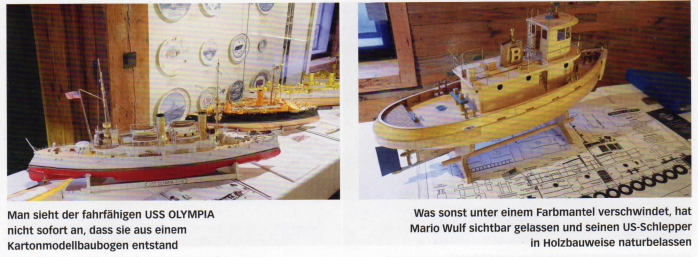 Man sieht der fahrfähigen USS OLYMPIA
nicht sofort an, dass sie aus einem
Kartonmodellbaubogen entstand
Was sonst unter einem Farbmantel verschwindet, hat
Mario Wulf sichtbar gelassen und seinen US-Schlepper
in Holzbauweise naturbelassen